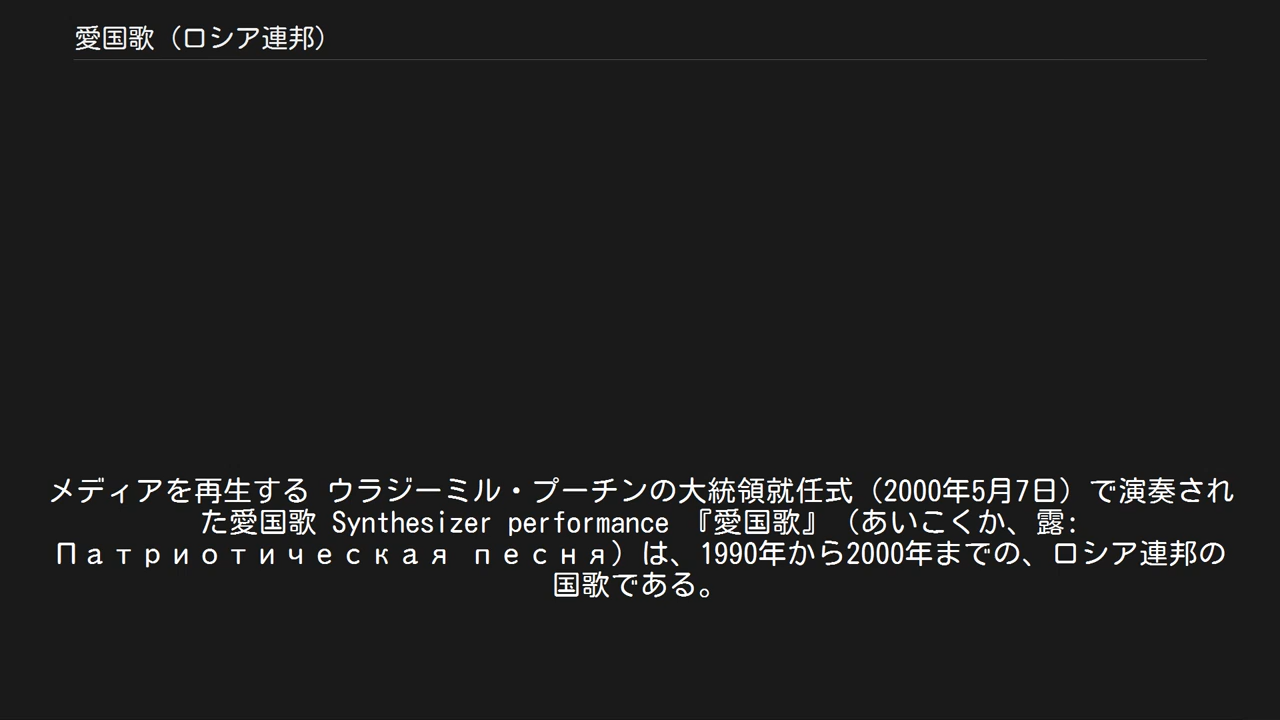 愛国歌（ロシア連邦）
メディアを再生する ウラジーミル・プーチンの大統領就任式（2000年5月7日）で演奏され
た愛国歌 Synthesizer performance 『愛国歌』（あいこくか、露:
Патриотическая песня）は、1990年から2000年までの、ロシア連邦の
国歌である。